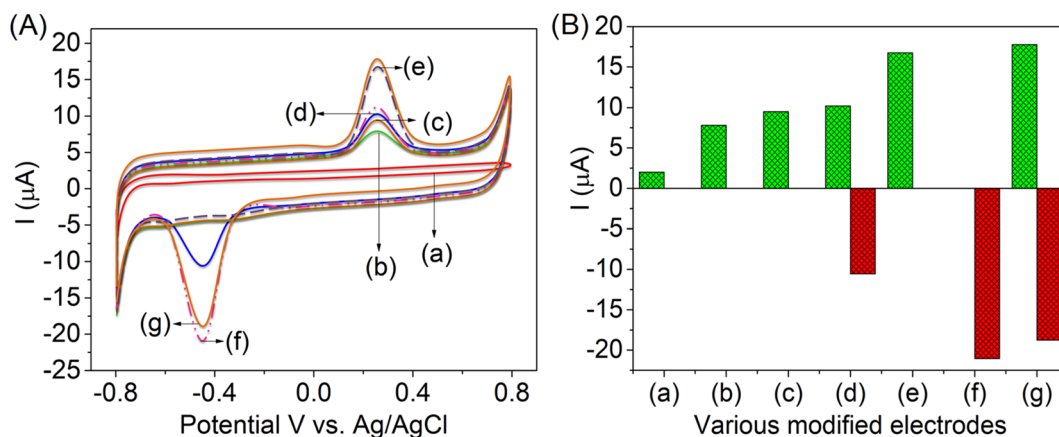 (A)
I (μA)
20
15
10
5
0
-5
-10
-15
-20
-25
(e)
(d)
(c)
(b)
(a)
(g)
(f)
-0.8
-0.4
0.0
0.4
0.8
Potential V vs. Ag/AgCl
(B)
I (μA)
20
15
10
5
0
-5
-10
-15
-20
(a)
(b)
(c)
(d)
(e)
(f)
(g)
Various modified electrodes